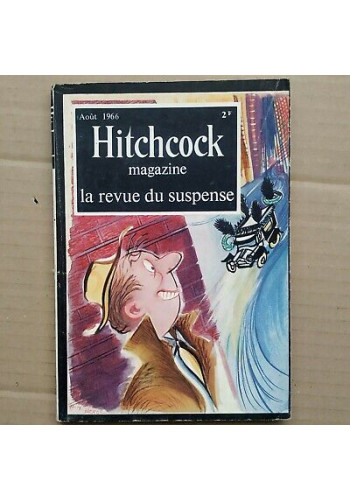 Août 1966 2F
Hitchcock
magazine
la revue du suspense